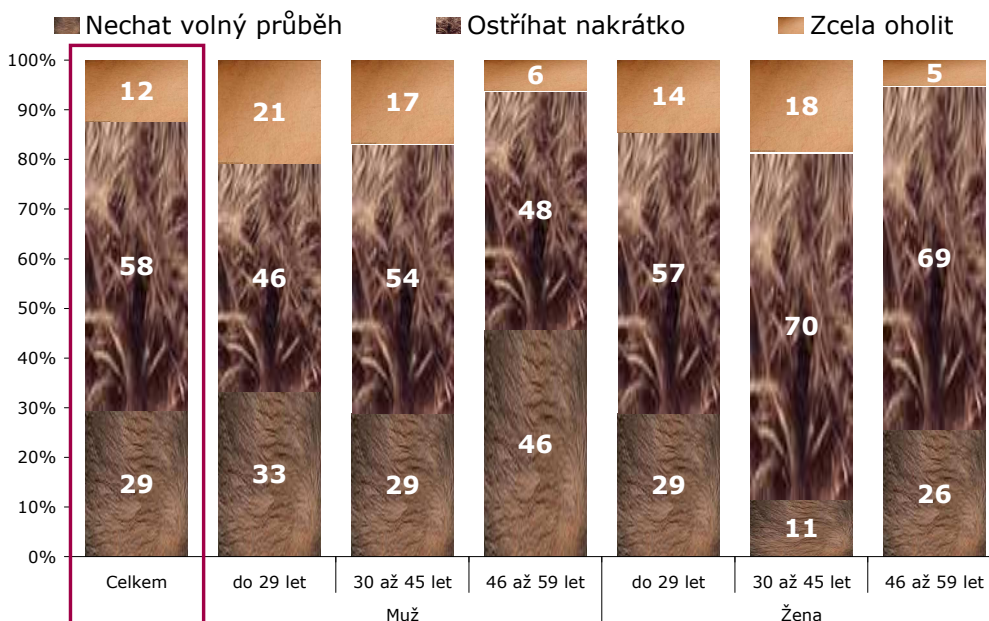 Nechat volný průběh Ostříhat nakrátko Zcela oholit
100%
90%
80%
70%
60%
50%
40%
30%
20%
10%
0%
12 21 17 6 14 18 5
58 46 54 48 57 70 69
29 33 29 46 29 11 26
Celkem do 29 let 30 až 45 let 46 až 59 let do 29 let 30 až 45 let 46 až 59 let
Muž Žena